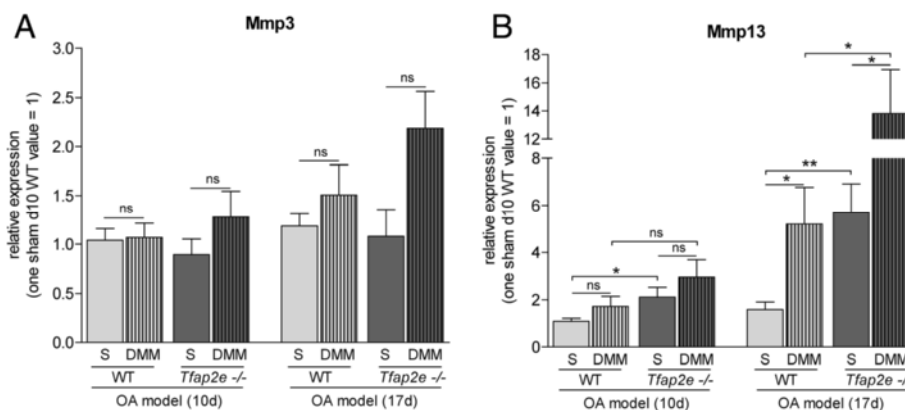 A
Mmp3
relative expression
(one sham d10 WT value = 1)
3.0
2.5
2.0
1.5
1.0
0.5
0.0
ns
ns
ns
ns
S DMM S DMM S DMM S DMM
WT Tfap2e -/- WT Tfap2e -/-
OA model (10d) OA model (17d)
B
Mmp13
relative expression
(one sham d10 WT value = 1)
18
16
14
12
6
4
2
0
*
*
**
*
ns
ns
*
ns
S DMM S DMM S DMM S DMM
WT Tfap2e -/- WT Tfap2e -/-
OA model (10d) OA model (17d)